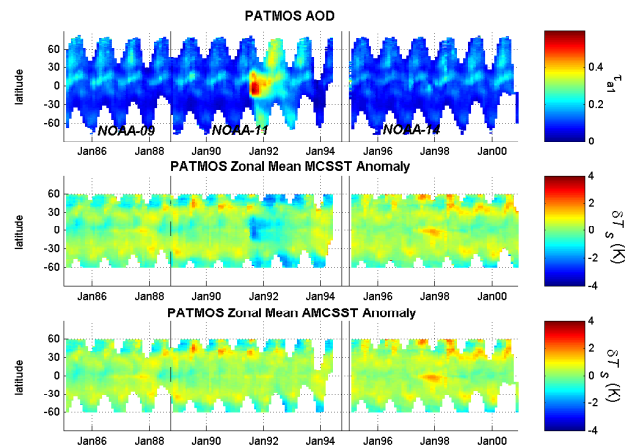 PATMOS AOD
80
60
30
0
-30
-60
latitude
NOAA-09
NOAA-11
NOAA-14
Jan86 Jan88 Jan90 Jan92 Jan94 Jan96 Jan98 Jan00
0.4
0.2
0
τa1
PATMOS Zonal Mean MCSST Anomaly
60
30
0
-30
-60
latitude
Jan86 Jan88 Jan90 Jan92 Jan94 Jan96 Jan98 Jan00
4
2
0
-2
-4
δTs (K)
PATMOS Zonal Mean AMCSST Anomaly
60
30
0
-30
-60
latitude
Jan86 Jan88 Jan90 Jan92 Jan94 Jan96 Jan98 Jan00
4
2
0
-2
-4
δTs (K)